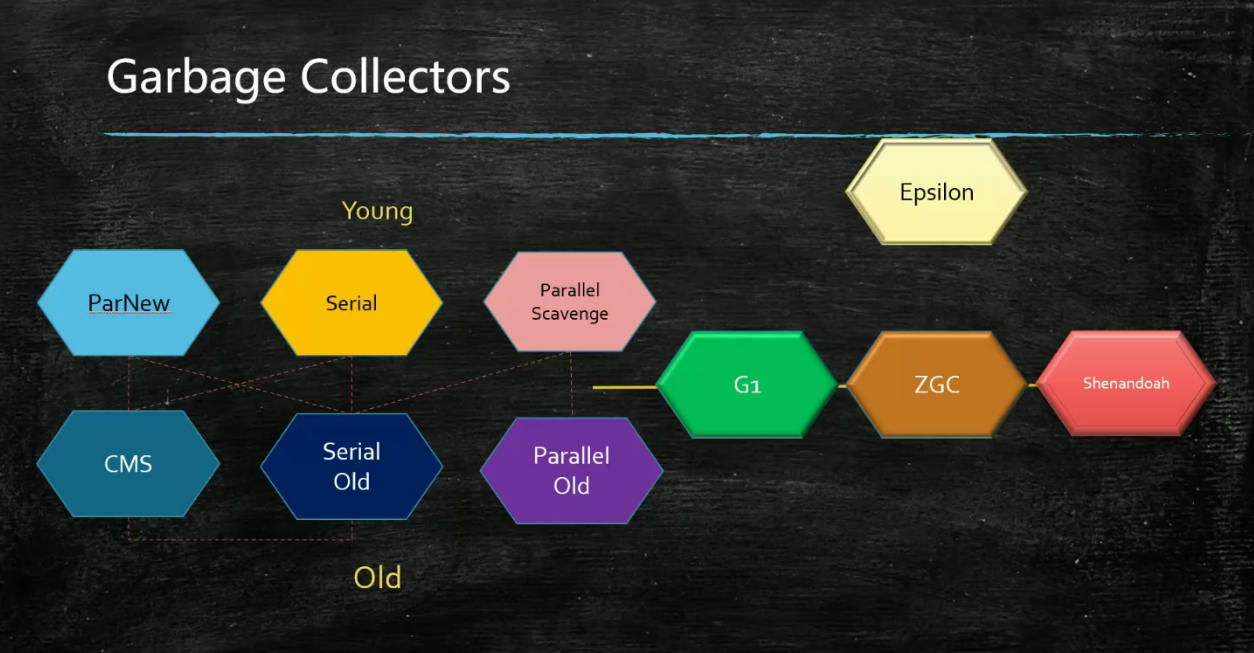 Garbage Collectors
Epsilon
Young
ParNew
Serial
Parallel
Scavenge
G1
ZGC
Shenandoah
CMS
Serial
Old
Parallel
Old
Old